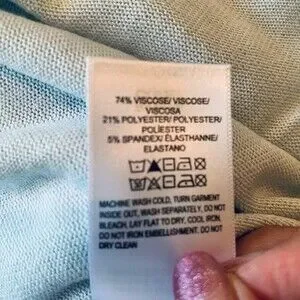 74% VISCOSE/ VISCOSE/
VISCOSA
21% POLYESTER/ POLYESTER/
POLIESTER
5% SPANDEX/ ELASTHANNE/
ELASTANO
MACHINE WASH COLD, TURN GARMENT
INSIDE OUT, WASH SEPARATELY, DO NOT
BLEACH, LAY FLAT TO DRY, COOL IRON,
DO NOT IRON EMBELLISHMENT. DO NOT
DRY CLEAN